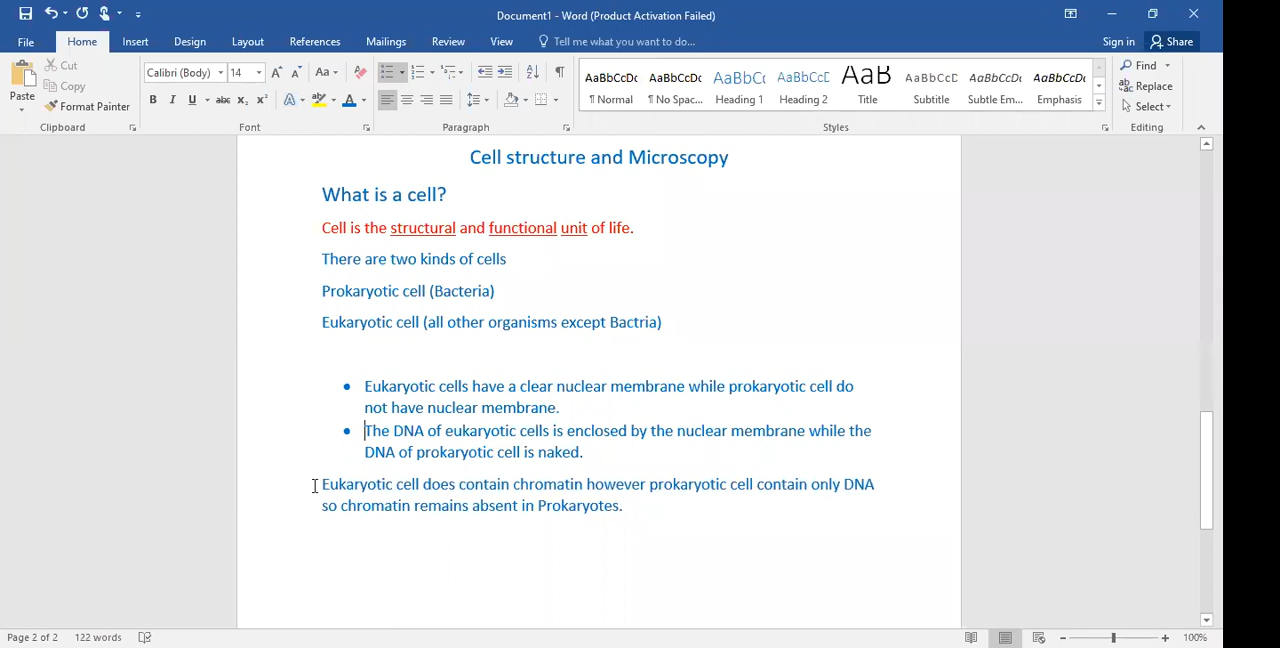 Document1 - Word (Product Activation Failed)
File Home Insert Design Layout References Mailings Review View Tell me what you want to do... Sign in Share
Paste
Cut
Copy
Format Painter
Calibri (Body) 14
Aa
B I U abc x₂ x²
AaBbCcDc AaBbCcDc AaBbCc AaBbCcD AaB AaBbCcD AaBbCcDc AaBbCcDc
¶ Normal ¶ No Spac... Heading 1 Heading 2 Title Subtitle Subtle Em... Emphasis
Find
Replace
Select
Clipboard Font Paragraph Styles Editing
Cell structure and Microscopy
What is a cell?
Cell is the structural and functional unit of life.
There are two kinds of cells
Prokaryotic cell (Bacteria)
Eukaryotic cell (all other organisms except Bactria)
• Eukaryotic cells have a clear nuclear membrane while prokaryotic cell do
not have nuclear membrane.
• The DNA of eukaryotic cells is enclosed by the nuclear membrane while the
DNA of prokaryotic cell is naked.
Eukaryotic cell does contain chromatin however prokaryotic cell contain only DNA
so chromatin remains absent in Prokaryotes.
Page 2 of 2 122 words 100%